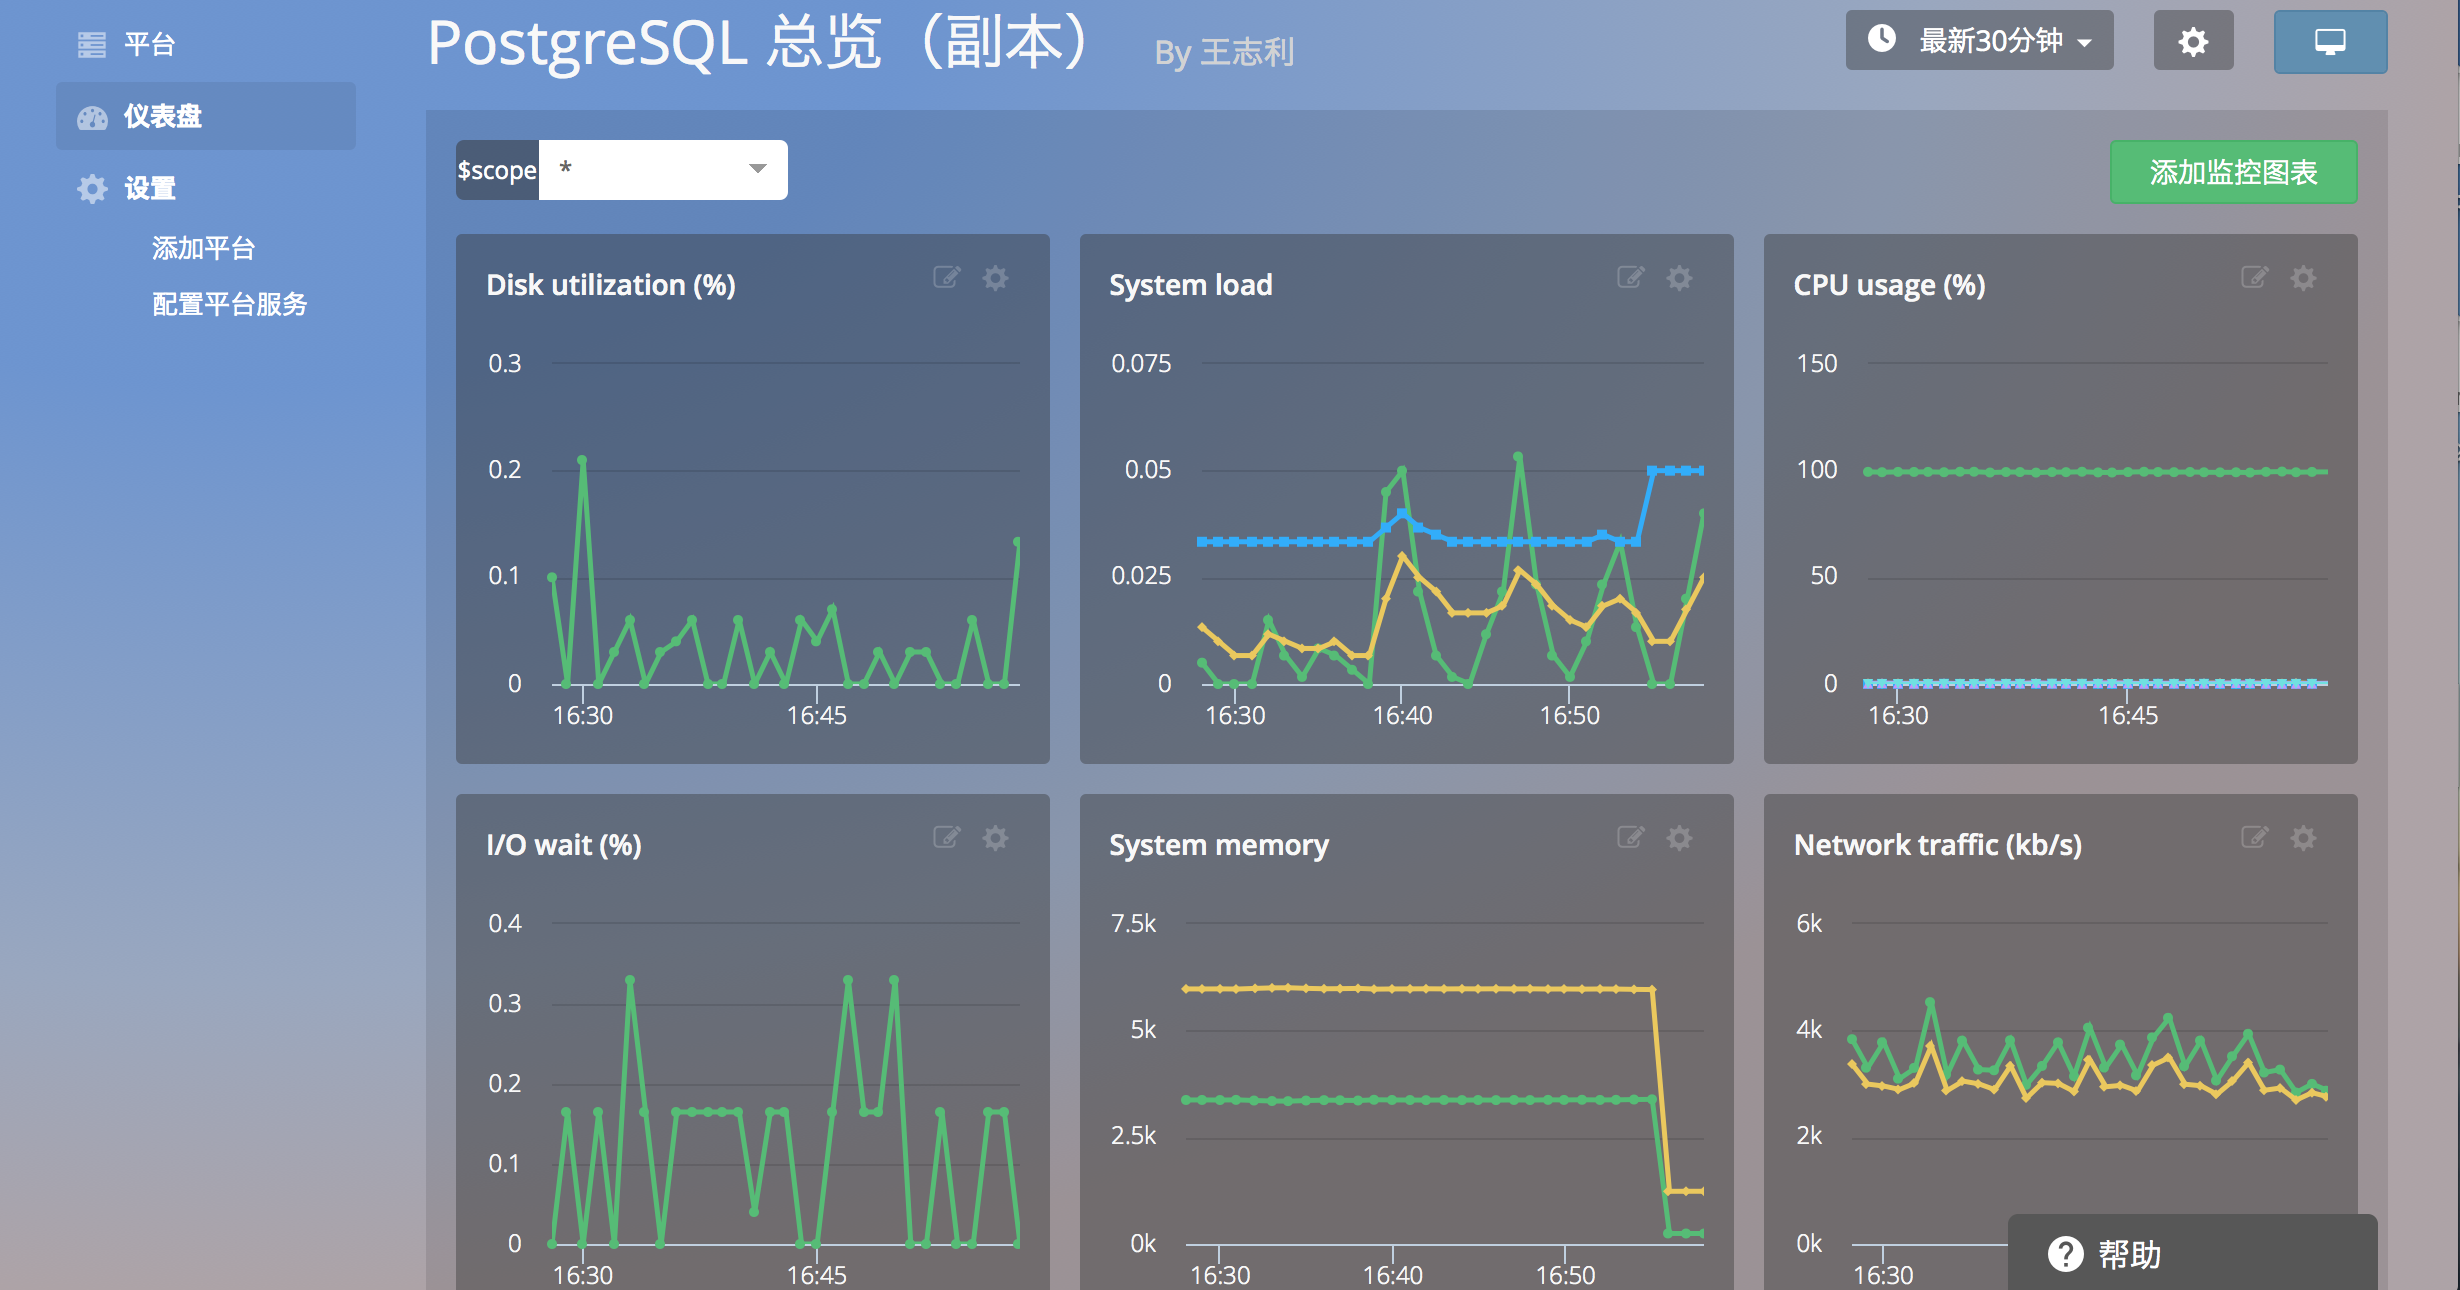 平台
仪表盘
设置
添加平台
配置平台服务
PostgreSQL 总览（副本） By 王志利
最新30分钟
$scope *
添加监控图表
Disk utilization (%)
0.3
0.2
0.1
0
16:30 16:45
System load
0.075
0.05
0.025
0
16:30 16:40 16:50
CPU usage (%)
150
100
50
0
16:30 16:45
I/O wait (%)
0.4
0.3
0.2
0.1
0
16:30 16:45
System memory
7.5k
5k
2.5k
0k
16:30 16:40 16:50
Network traffic (kb/s)
6k
4k
2k
0k
16:30
? 帮助